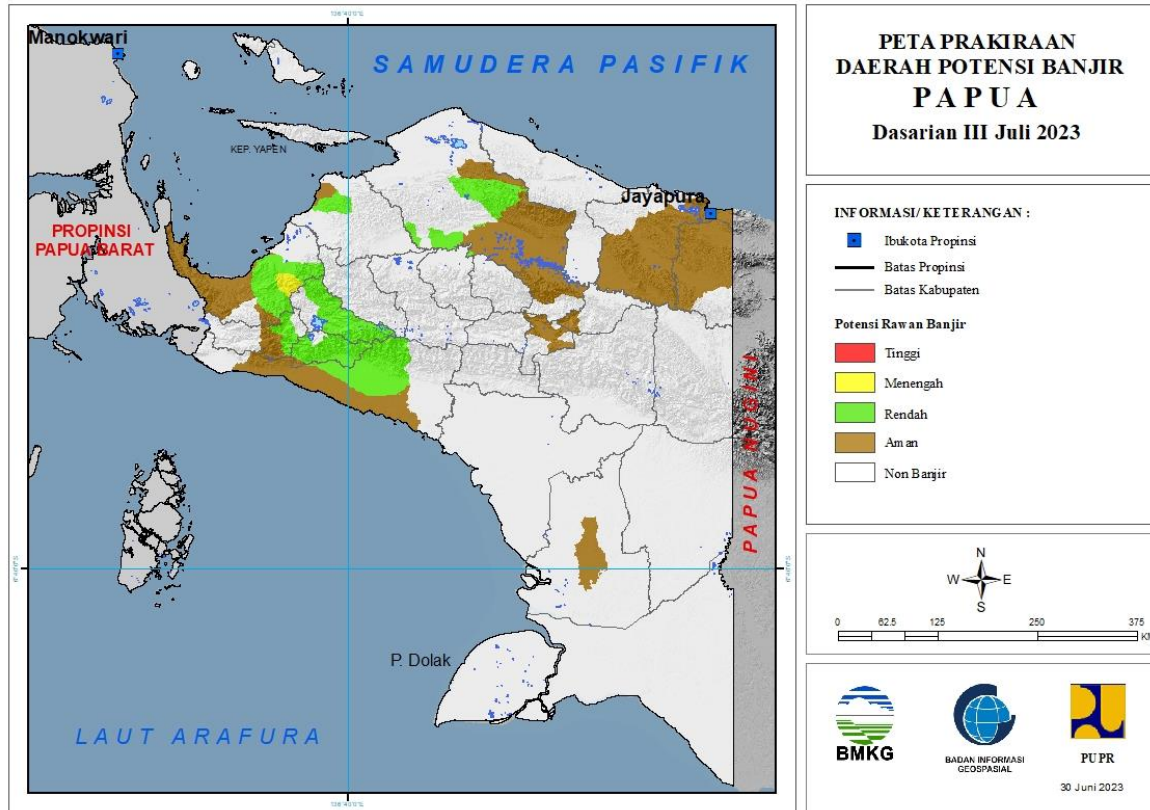 Manokwari
SAMUDERA PASIFIK
KEP. YAPEN
Jayapura
PROPINSI
PAPUA BARAT
PAPUA NUGINI
P. Dolak
LAUT ARAFURA
PETA PRAKIRAAN
DAERAH POTENSI BANJIR
PAPUA
Dasarian III Juli 2023
INFORMASI/ KETERANGAN :
Ibukota Propinsi
Batas Propinsi
Batas Kabupaten
Potensi Rawan Banjir
Tinggi
Menengah
Rendah
Aman
Non Banjir
N
W E
S
0 62.5 125 250 375
KM
BMKG
BADAN INFORMASI
GEOSPASIAL
PUPR
30 Juni 2023